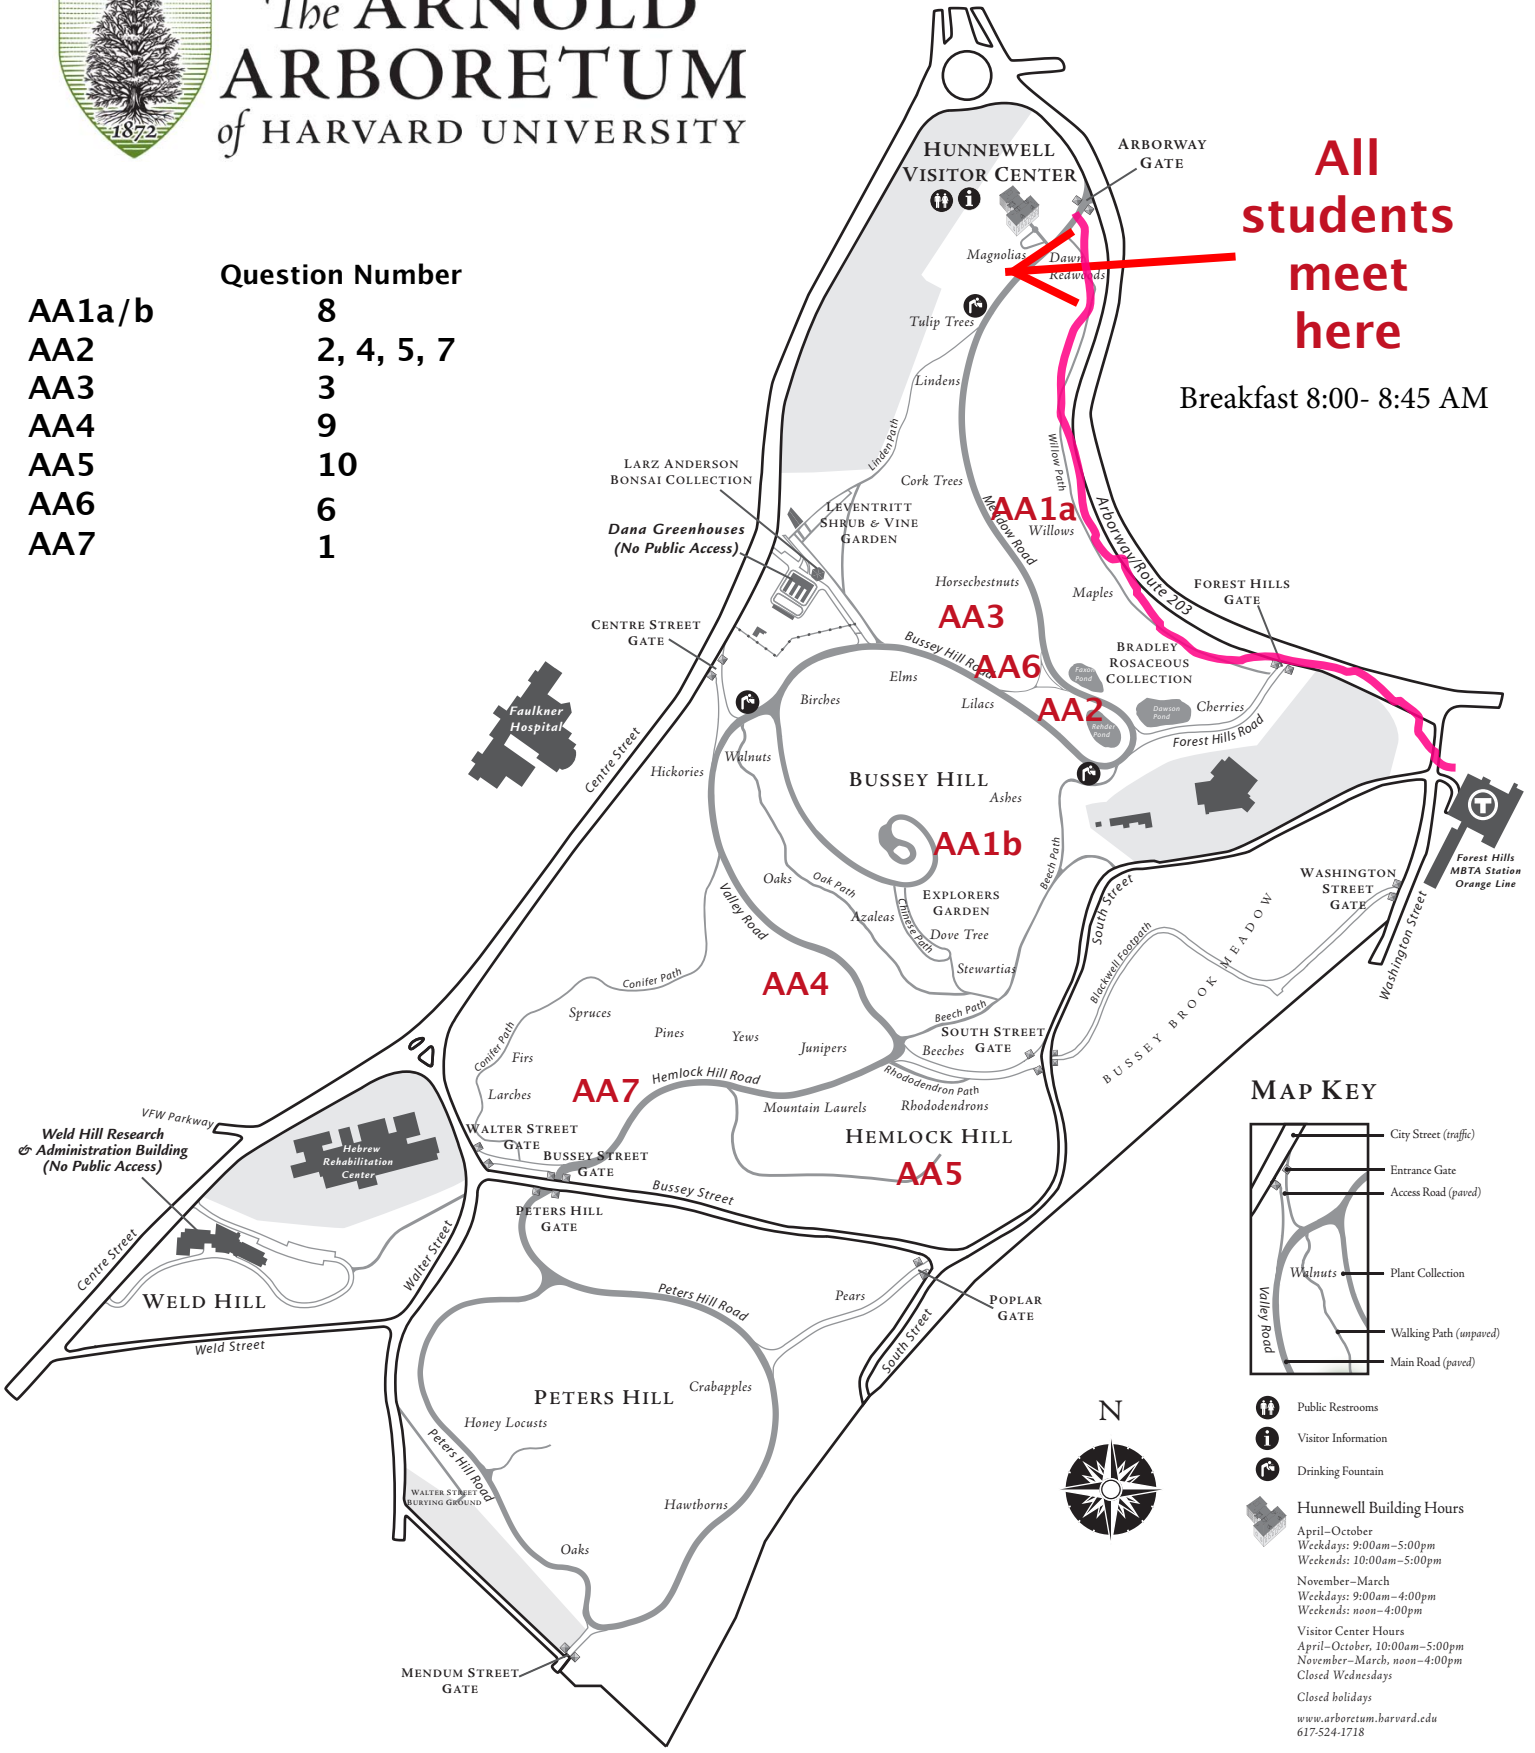 The ARNOLD
ARBORETUM
of HARVARD UNIVERSITY
1872
Question Number
AA1a/b 8
AA2 2, 4, 5, 7
AA3 3
AA4 9
AA5 10
AA6 6
AA7 1
All
students
meet
here
Breakfast 8:00- 8:45 AM
HUNNEWELL
VISITOR CENTER
ARBORWAY
GATE
Magnolias
Dawn
Redwoods
Tulip Trees
Lindens
Linden Path
Willow Path
Cork Trees
LARZ ANDERSON
BONSAI COLLECTION
LEVENTRITT
SHRUB & VINE
GARDEN
Dana Greenhouses
(No Public Access)
Meadow Road
AA1a
Willows
Arborway/Route 203
Horsechestnuts
Maples
FOREST HILLS
GATE
AA3
CENTRE STREET
GATE
Bussey Hill Road
AA6
BRADLEY
ROSACEOUS
COLLECTION
Faxon
Pond
Elms
Birches
Lilacs
AA2
Rehder
Pond
Dawson
Pond
Cherries
Forest Hills Road
Faulkner
Hospital
Centre Street
Walnuts
Hickories
BUSSEY HILL
Ashes
AA1b
Beech Path
Oaks
Oak Path
EXPLORERS
GARDEN
Azaleas
Chinese Path
Dove Tree
Stewartias
Valley Road
South Street
WASHINGTON
STREET
GATE
T
Forest Hills
MBTA Station
Orange Line
Washington Street
Blackwell Footpath
BUSSEY BROOK MEADOW
Conifer Path
AA4
Spruces
Pines
Yews
Junipers
Beech Path
SOUTH STREET
GATE
Beeches
Conifer Path
Firs
Larches
AA7
Hemlock Hill Road
Rhododendron Path
Mountain Laurels
Rhododendrons
HEMLOCK HILL
AA5
VFW Parkway
Weld Hill Research
& Administration Building
(No Public Access)
Hebrew
Rehabilitation
Center
WALTER STREET
GATE
BUSSEY STREET
GATE
Bussey Street
PETERS HILL
GATE
Centre Street
Walter Street
WELD HILL
Weld Street
Peters Hill Road
Pears
POPLAR
GATE
South Street
PETERS HILL
Crabapples
Honey Locusts
Peters Hill Road
WALTER STREET
BURYING GROUND
Hawthorns
Oaks
MENDUM STREET
GATE
N
MAP KEY
City Street (traffic)
Entrance Gate
Access Road (paved)
Walnuts
Plant Collection
Valley Road
Walking Path (unpaved)
Main Road (paved)
Public Restrooms
Visitor Information
Drinking Fountain
Hunnewell Building Hours
April–October
Weekdays: 9:00am–5:00pm
Weekends: 10:00am–5:00pm
November–March
Weekdays: 9:00am–4:00pm
Weekends: noon–4:00pm
Visitor Center Hours
April–October, 10:00am–5:00pm
November–March, noon–4:00pm
Closed Wednesdays
Closed holidays
www.arboretum.harvard.edu
617-524-1718